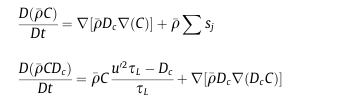 D(ρ̄C)/Dt = ∇[ρ̄D_c∇(C)] + ρ̄ ∑ s_j
D(ρ̄CD_c)/Dt = ρ̄C (u'²τ_L − D_c)/τ_L + ∇[ρ̄D_c∇(D_cC)]